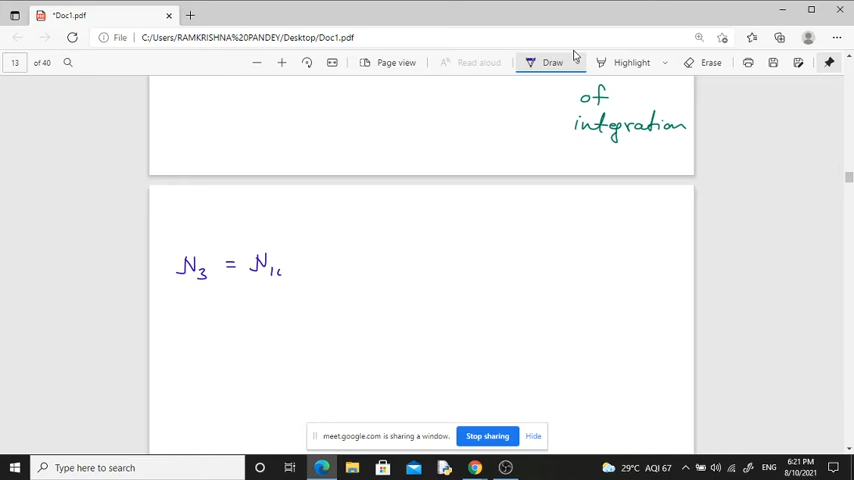 *Doc1.pdf
File C:/Users/RAMKRISHNA%20PANDEY/Desktop/Doc1.pdf
13 of 40 Page view Read aloud Draw Highlight Erase
of
integration
N₃ =
meet.google.com is sharing a window. Stop sharing Hide
Type here to search
29°C AQI 67 ENG 6:21 PM
8/10/2021